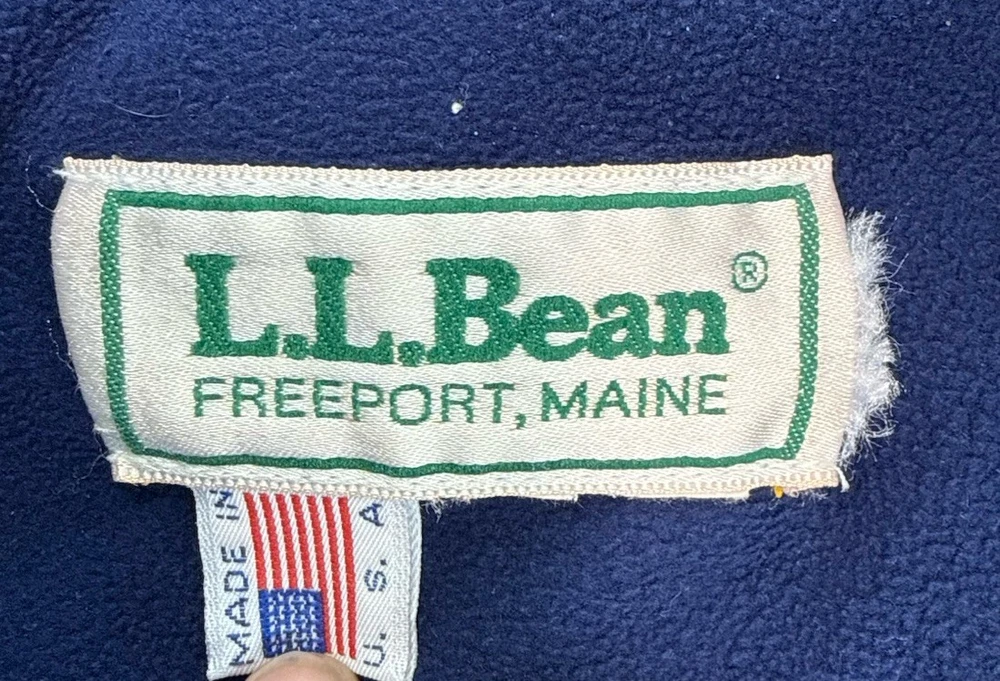 L.L.Bean®
FREEPORT, MAINE
MADE IN
U. S. A